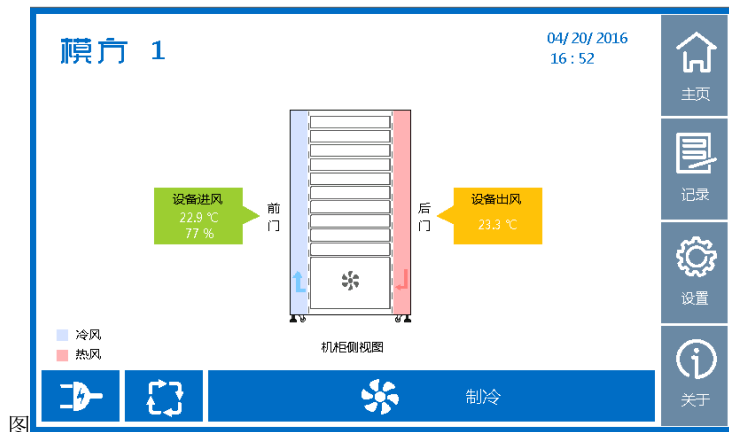 模方 1
04/20/2016
16:52
主页
记录
设备进风
22.9 ℃
77 %
前门
后门
设备出风
23.3 ℃
设置
冷风
热风
机柜侧视图
制冷
关于
图